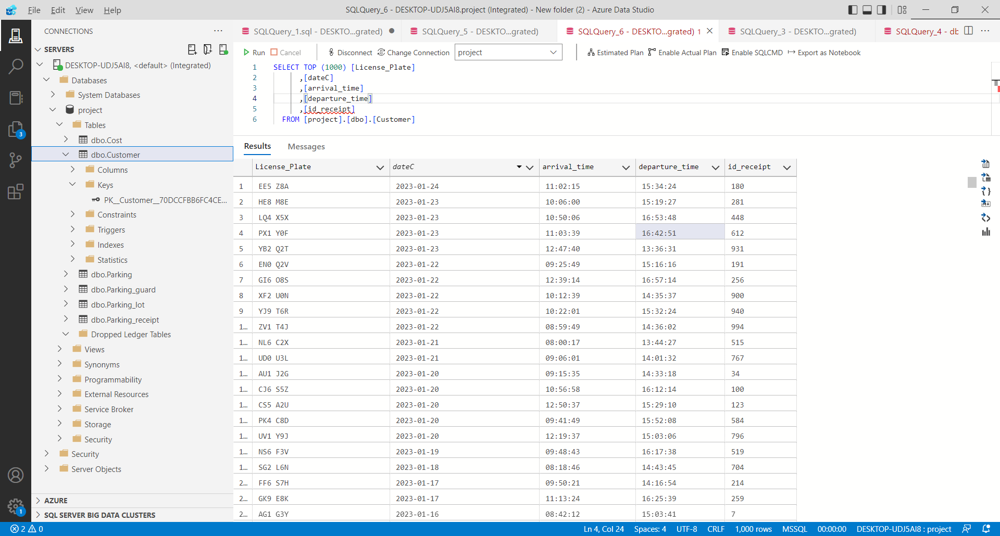 File Edit View Help
SQLQuery_6 - DESKTOP-UDJ5AI8.project (Integrated) - New folder (2) - Azure Data Studio
CONNECTIONS
SERVERS
DESKTOP-UDJ5AI8, <default> (Integrated)
Databases
System Databases
project
Tables
dbo.Cost
dbo.Customer
Columns
Keys
PK__Customer__70DCCFBB6FC4CE...
Constraints
Triggers
Indexes
Statistics
dbo.Parking
dbo.Parking_guard
dbo.Parking_lot
dbo.Parking_receipt
Dropped Ledger Tables
Views
Synonyms
Programmability
External Resources
Service Broker
Storage
Security
Security
Server Objects
AZURE
SQL SERVER BIG DATA CLUSTERS
3
1
SQLQuery_1.sql - DESKTO...grated) SQLQuery_5 - DESKTO...grated) SQLQuery_6 - DESKTO...grated) 1 SQLQuery_3 - DESKTO...grated) SQLQuery_4 - db
Run Cancel Disconnect Change Connection project Estimated Plan Enable Actual Plan Enable SQLCMD Export as Notebook
1 SELECT TOP (1000) [License_Plate]
2 ,[dateC]
3 ,[arrival_time]
4 ,[departure_time]
5 ,[id_receipt]
6 FROM [project].[dbo].[Customer]
Results Messages
License_Plate dateC arrival_time departure_time id_receipt
1 EE5 Z8A 2023-01-24 11:02:15 15:34:24 180
2 HE8 M8E 2023-01-23 10:06:00 15:19:27 281
3 LQ4 X5X 2023-01-23 10:50:06 16:53:48 448
4 PX1 Y0F 2023-01-23 11:03:39 16:42:51 612
5 YB2 Q2T 2023-01-23 12:47:40 13:36:31 931
6 EN0 Q2V 2023-01-22 09:25:49 15:16:16 191
7 GI6 O8S 2023-01-22 12:39:14 16:57:14 256
8 XF2 U0N 2023-01-22 10:12:39 14:35:37 900
9 YJ9 T6R 2023-01-22 10:22:01 15:32:24 940
1... ZV1 T4J 2023-01-22 08:59:49 14:36:02 994
1... NL6 C2X 2023-01-21 08:00:17 13:44:27 515
1... UD0 U3L 2023-01-21 09:06:01 14:01:32 767
1... AU1 J2G 2023-01-20 09:15:35 14:33:18 34
1... CJ6 S5Z 2023-01-20 10:56:58 16:12:14 100
1... CS5 A2U 2023-01-20 12:50:37 15:29:10 123
1... PK4 C8D 2023-01-20 09:41:49 15:52:08 584
1... UV1 Y9J 2023-01-20 12:19:37 15:03:06 796
1... NS6 F3V 2023-01-19 09:48:43 16:17:38 519
1... SG2 L6N 2023-01-18 08:18:46 14:43:45 704
2... FF6 S7H 2023-01-17 09:50:21 14:16:54 214
2... GK9 E8K 2023-01-17 11:13:24 16:25:39 259
2... AG1 G3Y 2023-01-16 08:42:12 15:03:41 7
2 0 Ln 4, Col 24 Spaces: 4 UTF-8 CRLF 1,000 rows MSSQL 00:00:00 DESKTOP-UDJ5AI8 : project